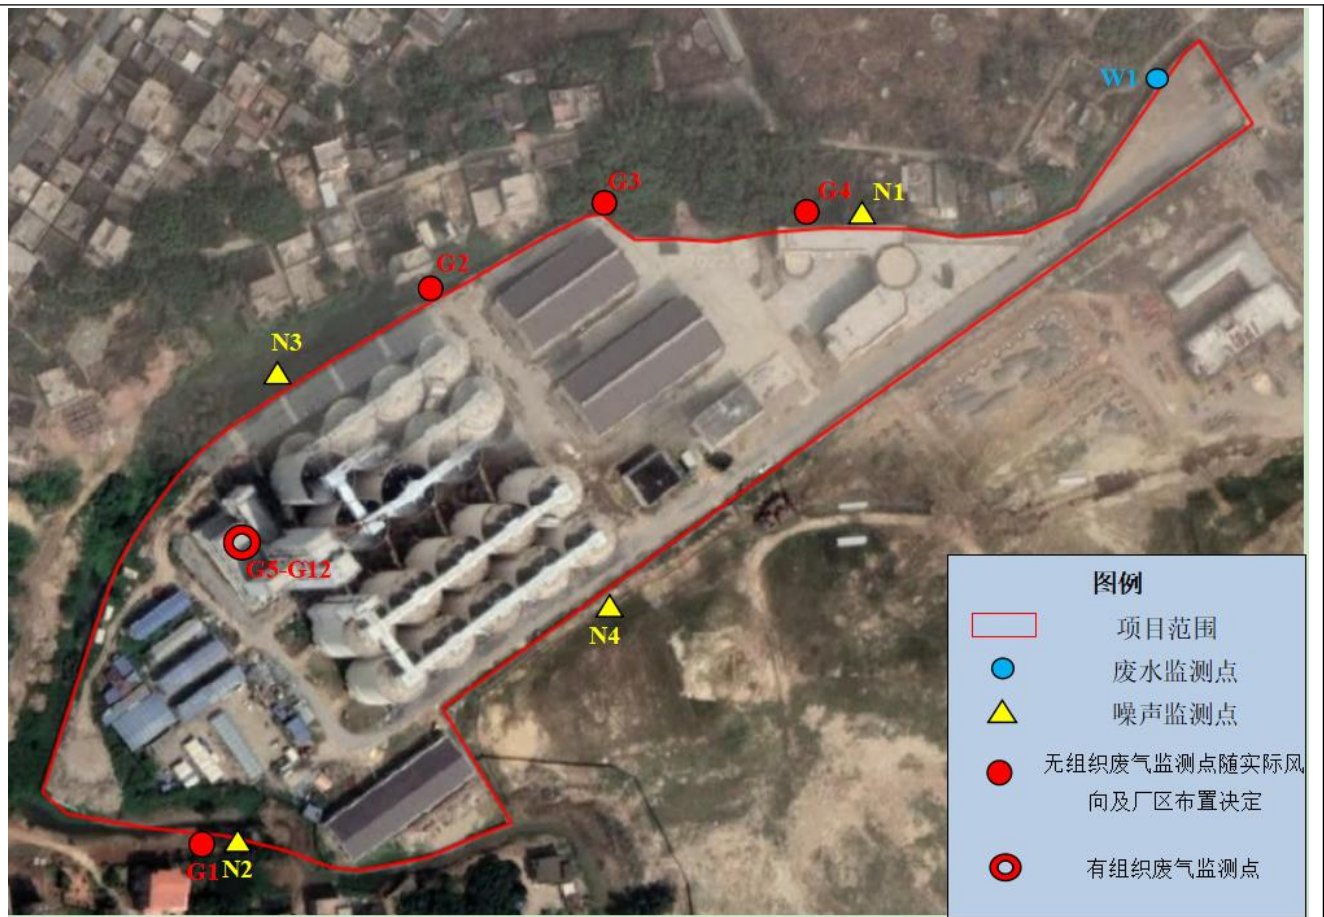 W1
G3
G4
N1
G2
N3
G5-G12
N4
G1
N2
图例
项目范围
废水监测点
噪声监测点
无组织废气监测点随实际风
向及厂区布置决定
有组织废气监测点